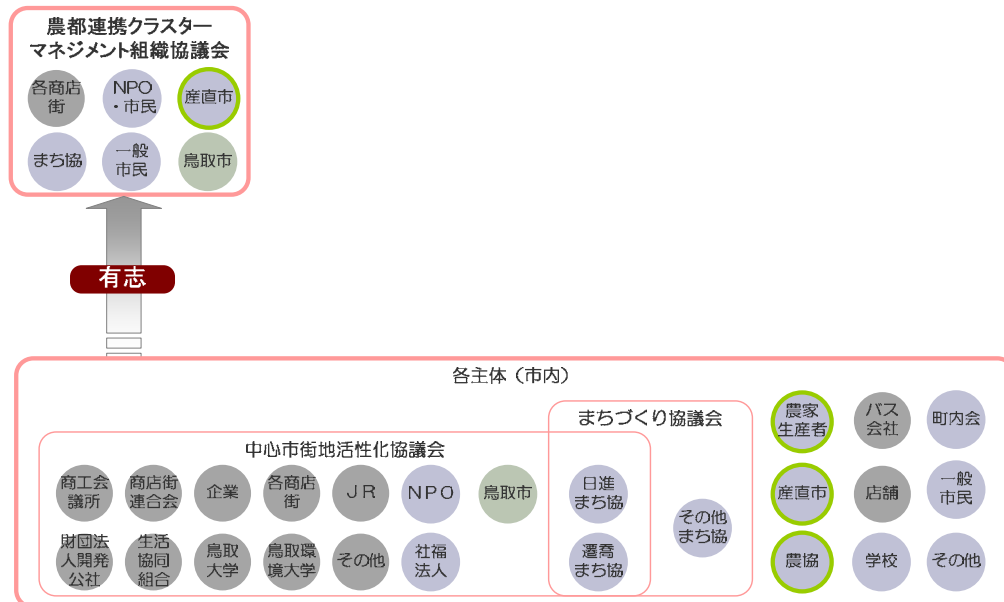 農都連携クラスター
マネジメント組織協議会
各商店
街
NPO
・市民
産直市
まち協
一般
市民
鳥取市
有志
各主体（市内）
まちづくり協議会
中心市街地活性化協議会
商工会
議所
商店街
連合会
企業
各商店
街
ＪＲ
ＮＰＯ
鳥取市
日進
まち協
財団法
人開発
公社
生活
協同
組合
鳥取
大学
鳥取環
境大学
その他
社福
法人
遷喬
まち協
その他
まち協
農家
生産者
バス
会社
町内会
産直市
店舗
一般
市民
農協
学校
その他